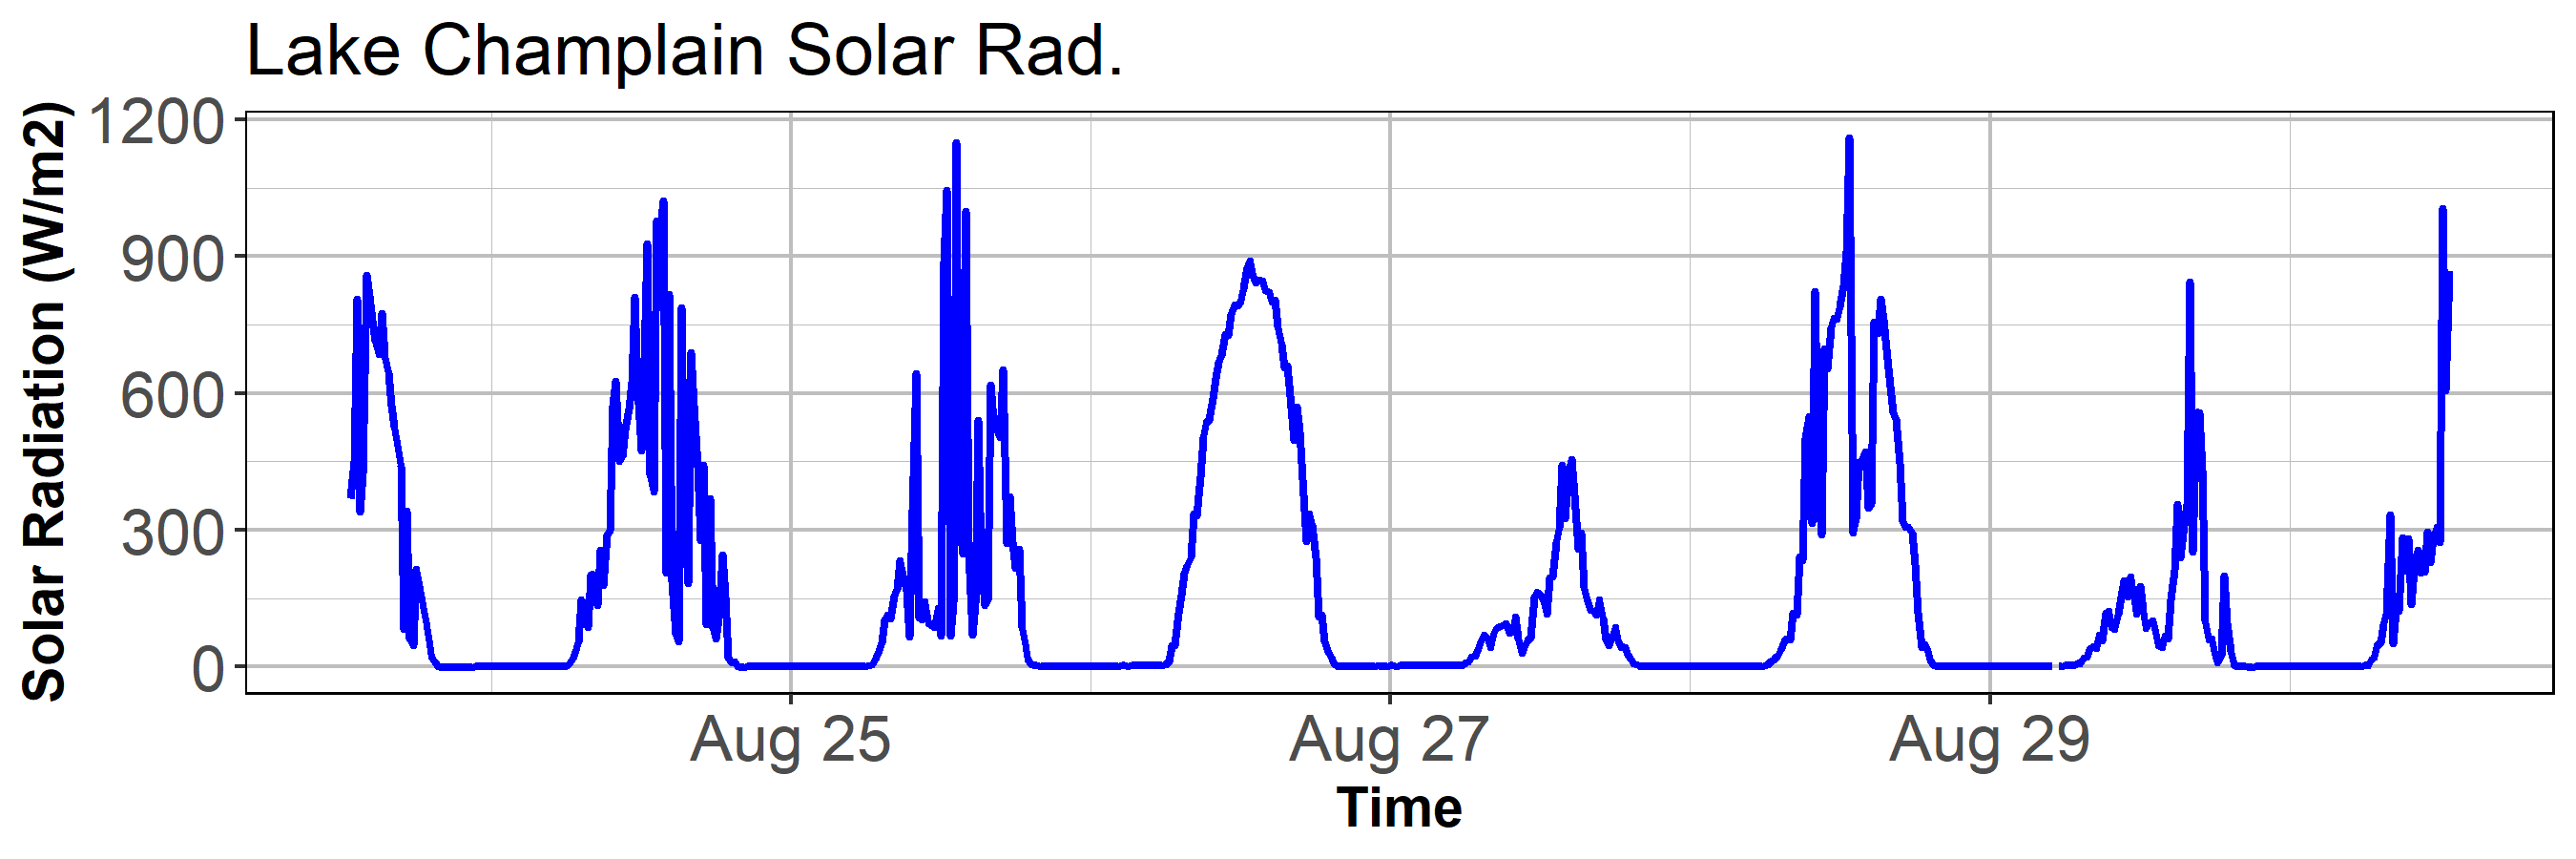 Lake Champlain Solar Rad.
Solar Radiation (W/m2)
1200
900
600
300
0
Aug 25 Aug 27 Aug 29
Time